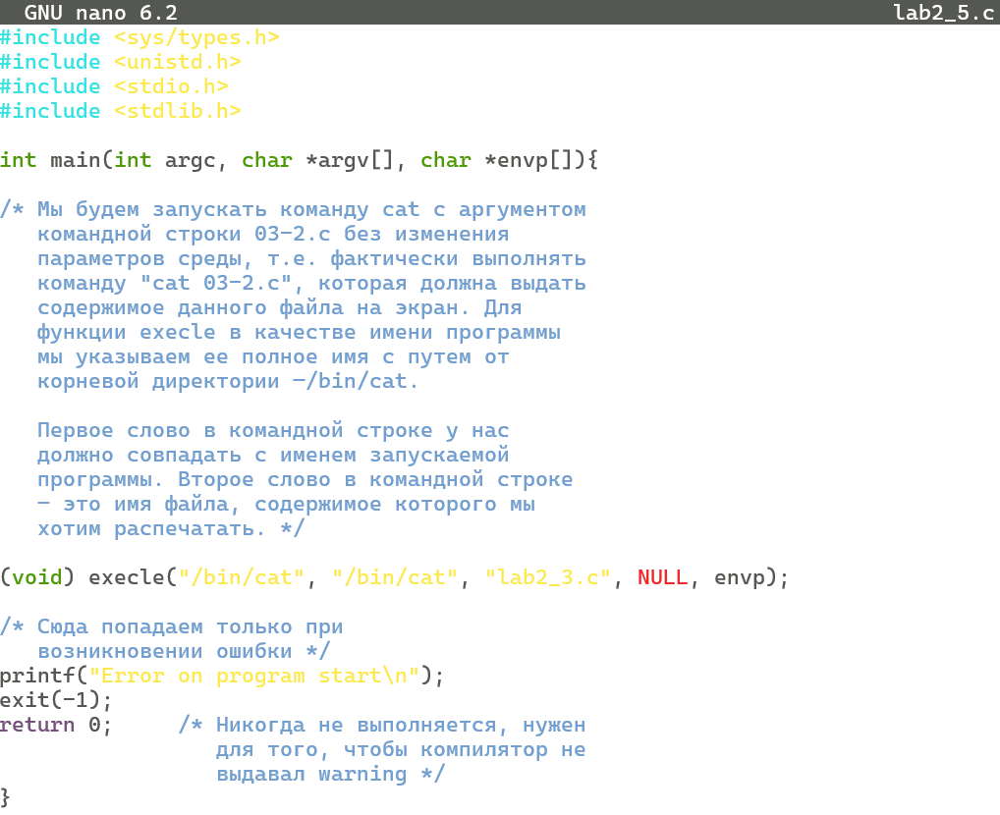 GNU nano 6.2 lab2_5.c
#include <sys/types.h>
#include <unistd.h>
#include <stdio.h>
#include <stdlib.h>
int main(int argc, char *argv[], char *envp[]){
/* Мы будем запускать команду cat с аргументом
командной строки 03-2.c без изменения
параметров среды, т.е. фактически выполнять
команду "cat 03-2.c", которая должна выдать
содержимое данного файла на экран. Для
функции execle в качестве имени программы
мы указываем ее полное имя с путем от
корневой директории -/bin/cat.
Первое слово в командной строке у нас
должно совпадать с именем запускаемой
программы. Второе слово в командной строке
- это имя файла, содержимое которого мы
хотим распечатать. */
(void) execle("/bin/cat", "/bin/cat", "lab2_3.c", NULL, envp);
/* Сюда попадаем только при
возникновении ошибки */
printf("Error on program start\n");
exit(-1);
return 0; /* Никогда не выполняется, нужен
для того, чтобы компилятор не
выдавал warning */
}